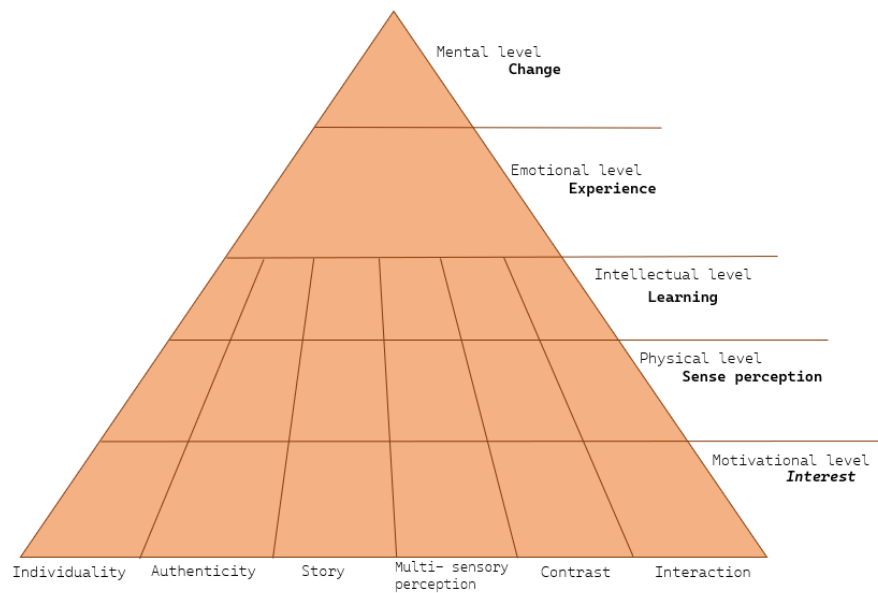 Mental level
Change
Emotional level
Experience
Intellectual level
Learning
Physical level
Sense perception
Motivational level
Interest
Individuality
Authenticity
Story
Multi- sensory
perception
Contrast
Interaction